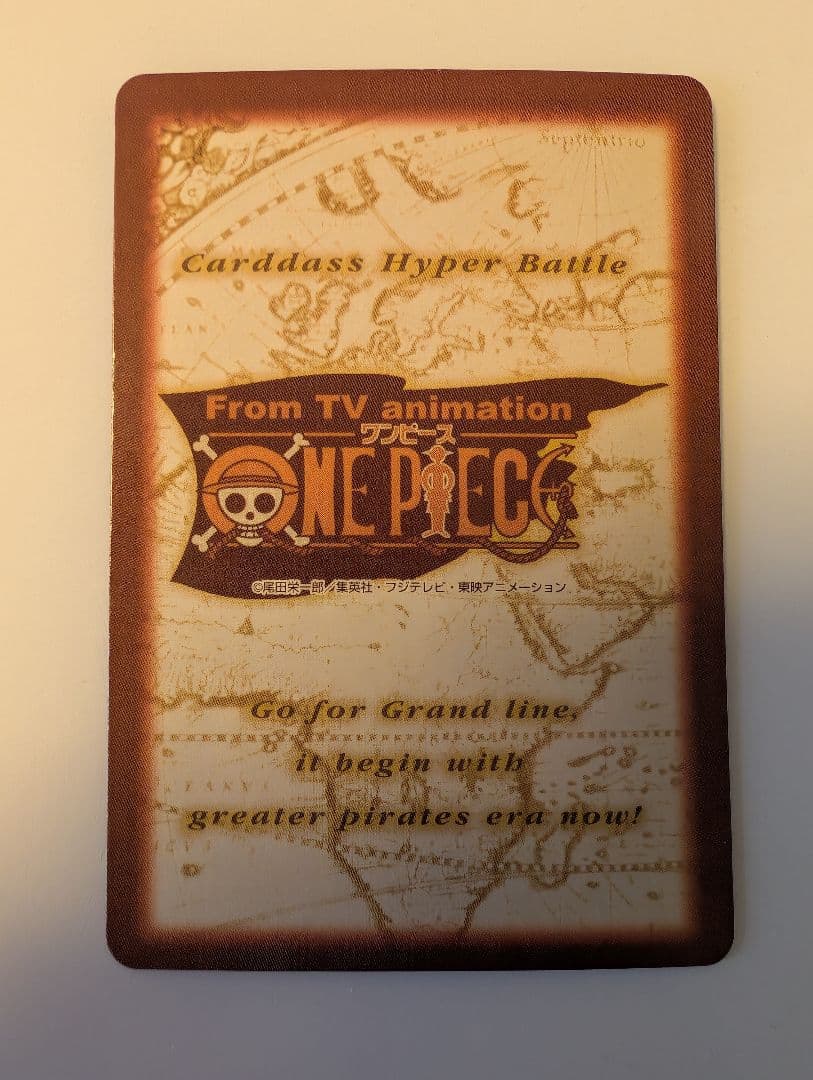 Septentrio
Carddass Hyper Battle
From TV animation
ワンピース
ONE PIECE
©尾田栄一郎／集英社・フジテレビ・東映アニメーション
Go for Grand line,
it begin with
greater pirates era now!